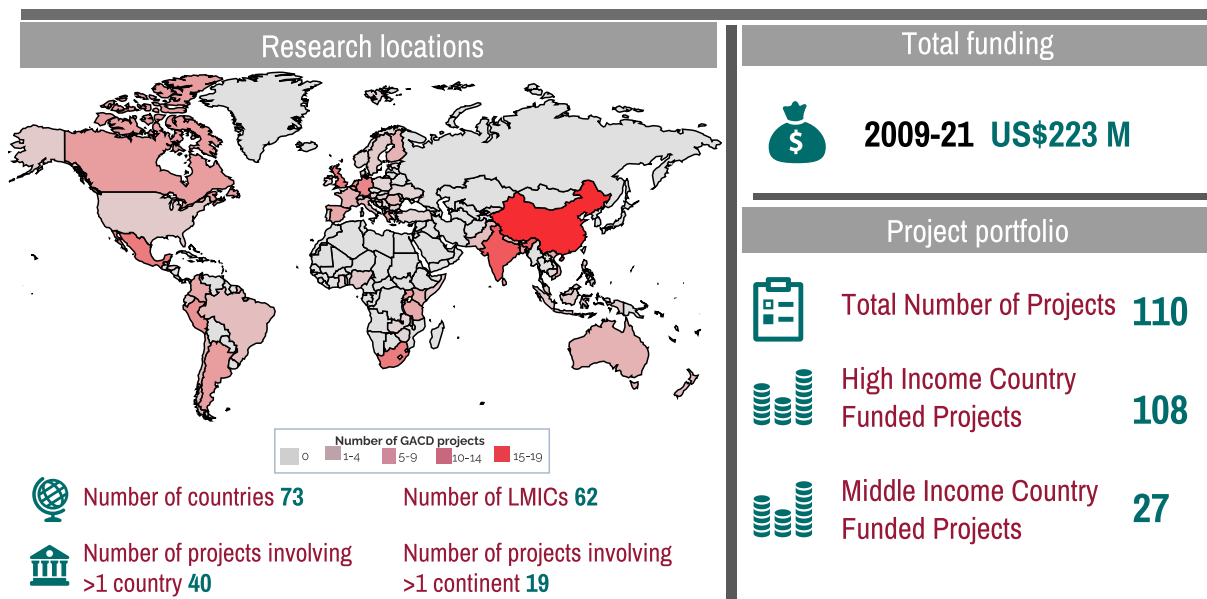 Research locations
Number of GACD projects
0
1-4
5-9
10-14
15-19
Number of countries 73
Number of LMICs 62
Number of projects involving
>1 country 40
Number of projects involving
>1 continent 19
Total funding
$
2009-21 US$223 M
Project portfolio
Total Number of Projects 110
High Income Country
Funded Projects
108
Middle Income Country
Funded Projects
27